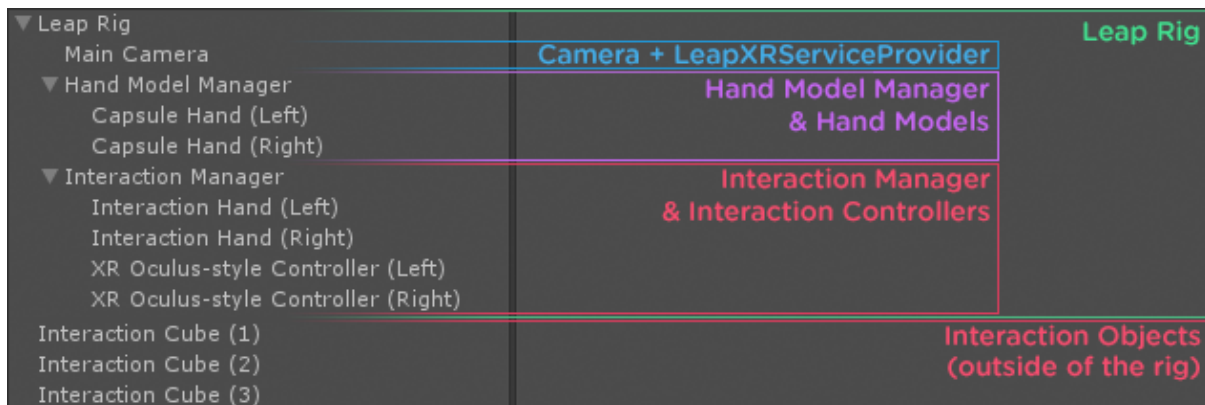 Leap Rig
Leap Rig
Main Camera
Camera + LeapXRServiceProvider
Hand Model Manager
Hand Model Manager
Capsule Hand (Left)
& Hand Models
Capsule Hand (Right)
Interaction Manager
Interaction Manager
Interaction Hand (Left)
& Interaction Controllers
Interaction Hand (Right)
XR Oculus-style Controller (Left)
XR Oculus-style Controller (Right)
Interaction Cube (1)
Interaction Objects
Interaction Cube (2)
(outside of the rig)
Interaction Cube (3)